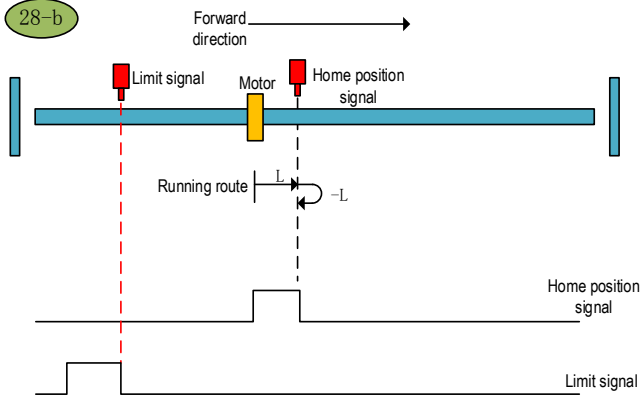 28-b
Forward
direction
Limit signal
Motor
Home position
signal
Running route
L
-L
Home position
signal
Limit signal